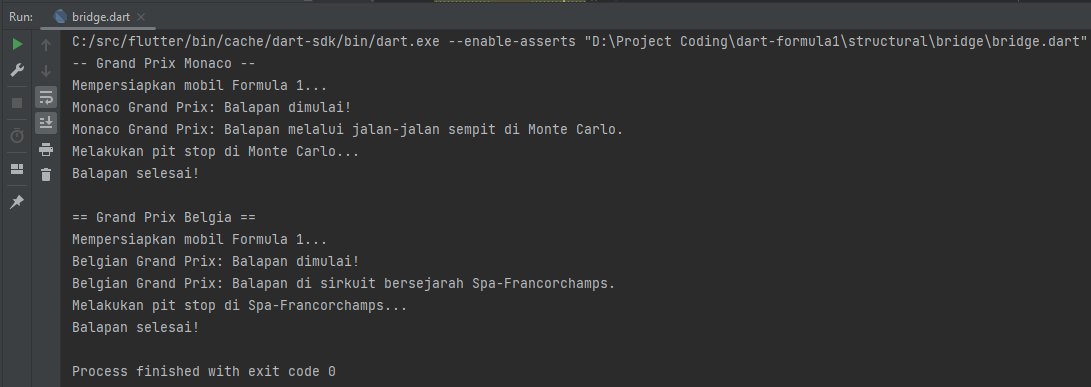 Run: bridge.dart
C:/src/flutter/bin/cache/dart-sdk/bin/dart.exe --enable-asserts "D:\Project Coding\dart-formula1\structural\bridge\bridge.dart"
-- Grand Prix Monaco --
Mempersiapkan mobil Formula 1...
Monaco Grand Prix: Balapan dimulai!
Monaco Grand Prix: Balapan melalui jalan-jalan sempit di Monte Carlo.
Melakukan pit stop di Monte Carlo...
Balapan selesai!
== Grand Prix Belgia ==
Mempersiapkan mobil Formula 1...
Belgian Grand Prix: Balapan dimulai!
Belgian Grand Prix: Balapan di sirkuit bersejarah Spa-Francorchamps.
Melakukan pit stop di Spa-Francorchamps...
Balapan selesai!
Process finished with exit code 0